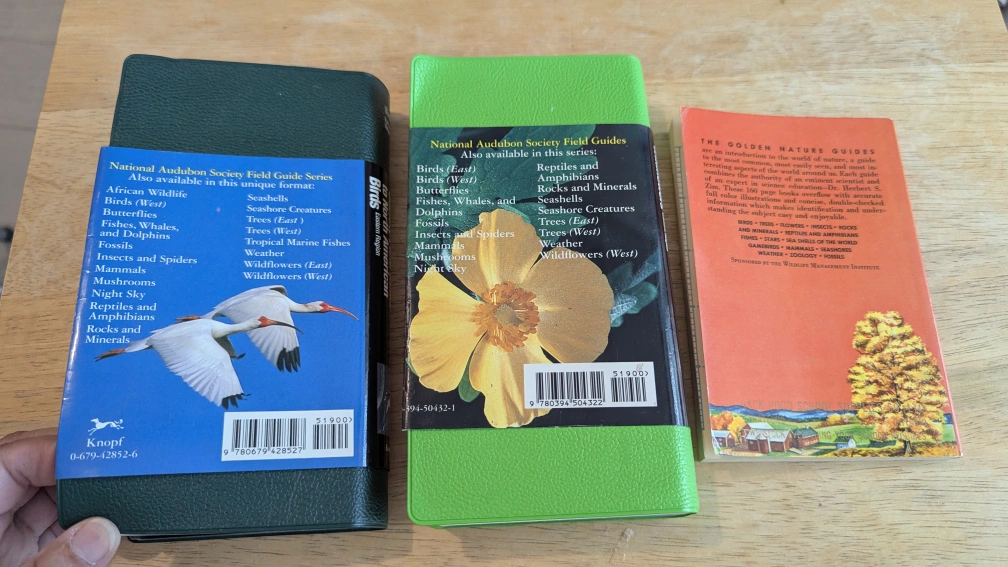 National Audubon Society Field Guide Series
Also available in this unique format:
African Wildlife
Birds (West)
Butterflies
Fishes, Whales,
and Dolphins
Fossils
Insects and Spiders
Mammals
Mushrooms
Night Sky
Reptiles and
Amphibians
Rocks and
Minerals
Seashells
Seashore Creatures
Trees (East)
Trees (West)
Tropical Marine Fishes
Weather
Wildflowers (East)
Wildflowers (West)
Knopf
0-679-42852-6
51900>
9 780679 428527
to North American
Birds Eastern Region
National Audubon Society Field Guides
Also available in this series:
Birds (East)
Birds (West)
Butterflies
Fishes, Whales, and
Dolphins
Fossils
Insects and Spiders
Mammals
Mushrooms
Night Sky
Reptiles and
Amphibians
Rocks and Minerals
Seashells
Seashore Creatures
Trees (East)
Trees (West)
Weather
Wildflowers (West)
394-50432-1
51900>
9 780394 504322
THE GOLDEN NATURE GUIDES
are an introduction to the world of nature, a guide
to the most common, most easily seen, and most in-
teresting aspects of the world around us. Each guide
combines the authority of an eminent scientist and
of an expert in science education—Dr. Herbert S.
Zim. These 160 page books overflow with accurate
full color illustrations and concise, double-checked
information which makes identification and under-
standing the subject easy and enjoyable.
BIRDS • TREES • FLOWERS • INSECTS • ROCKS
AND MINERALS • REPTILES AND AMPHIBIANS
FISHES • STARS • SEA SHELLS OF THE WORLD
GAMEBIRDS • MAMMALS • SEASHORES
WEATHER • ZOOLOGY • FOSSILS
SPONSORED BY THE WILDLIFE MANAGEMENT INSTITUTE